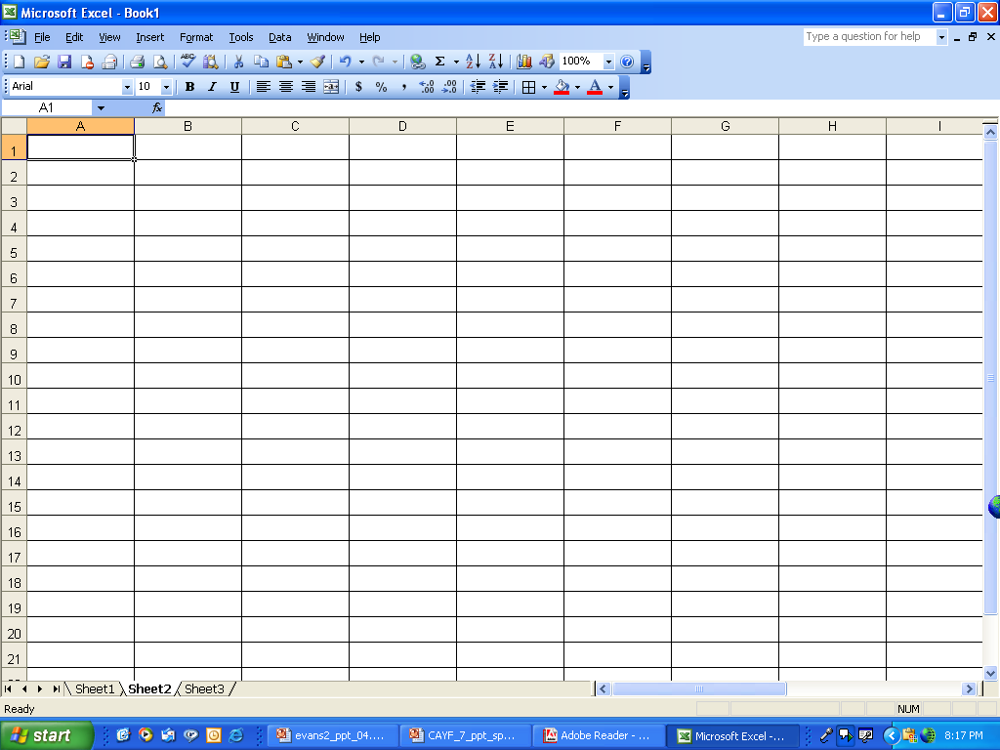 Microsoft Excel - Book1
File Edit View Insert Format Tools Data Window Help Type a question for help
ABC Σ A Z Z A 100% ?
Arial 10 B I U $ % , A
A1 fx
A B C D E F G H I
1
2
3
4
5
6
7
8
9
10
11
12
13
14
15
16
17
18
19
20
21
Sheet1 Sheet2 Sheet3
Ready NUM
start evans2_ppt_04.... CAYF_7_ppt_sp... Adobe Reader - ... Microsoft Excel -... 8:17 PM